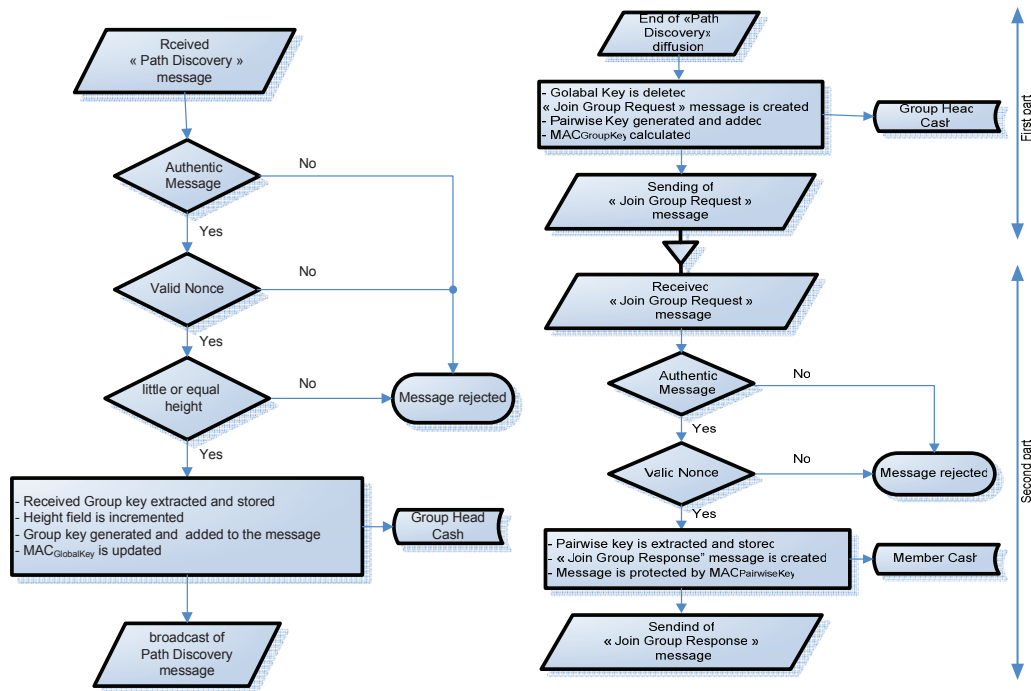 Rceived
« Path Discovery »
message
Authentic
Message
No
Yes
Valid Nonce
No
Yes
little or equal
height
No
Message rejected
Yes
- Received Group key extracted and stored
- Height field is incremented
- Group key generated and added to the message
- MACGlobalKey is updated
Group Head
Cash
broadcast of
Path Discovery
message
End of «Path
Discovery»
diffusion
- Golabal Key is deleted
« Join Group Request » message is created
- Pairwise Key generated and added
- MACGroupKey calculated
Group Head
Cash
Sending of
« Join Group Request »
message
First part
Received
« Join Group Request »
message
Authentic
Message
No
Yes
Valid Nonce
No
Message rejected
Yes
- Pairwise key is extracted and stored
- « Join Group Response” message is created
- Message is protected by MACPairwiseKey
Member Cash
Sendind of
« Join Group Response »
message
Second part